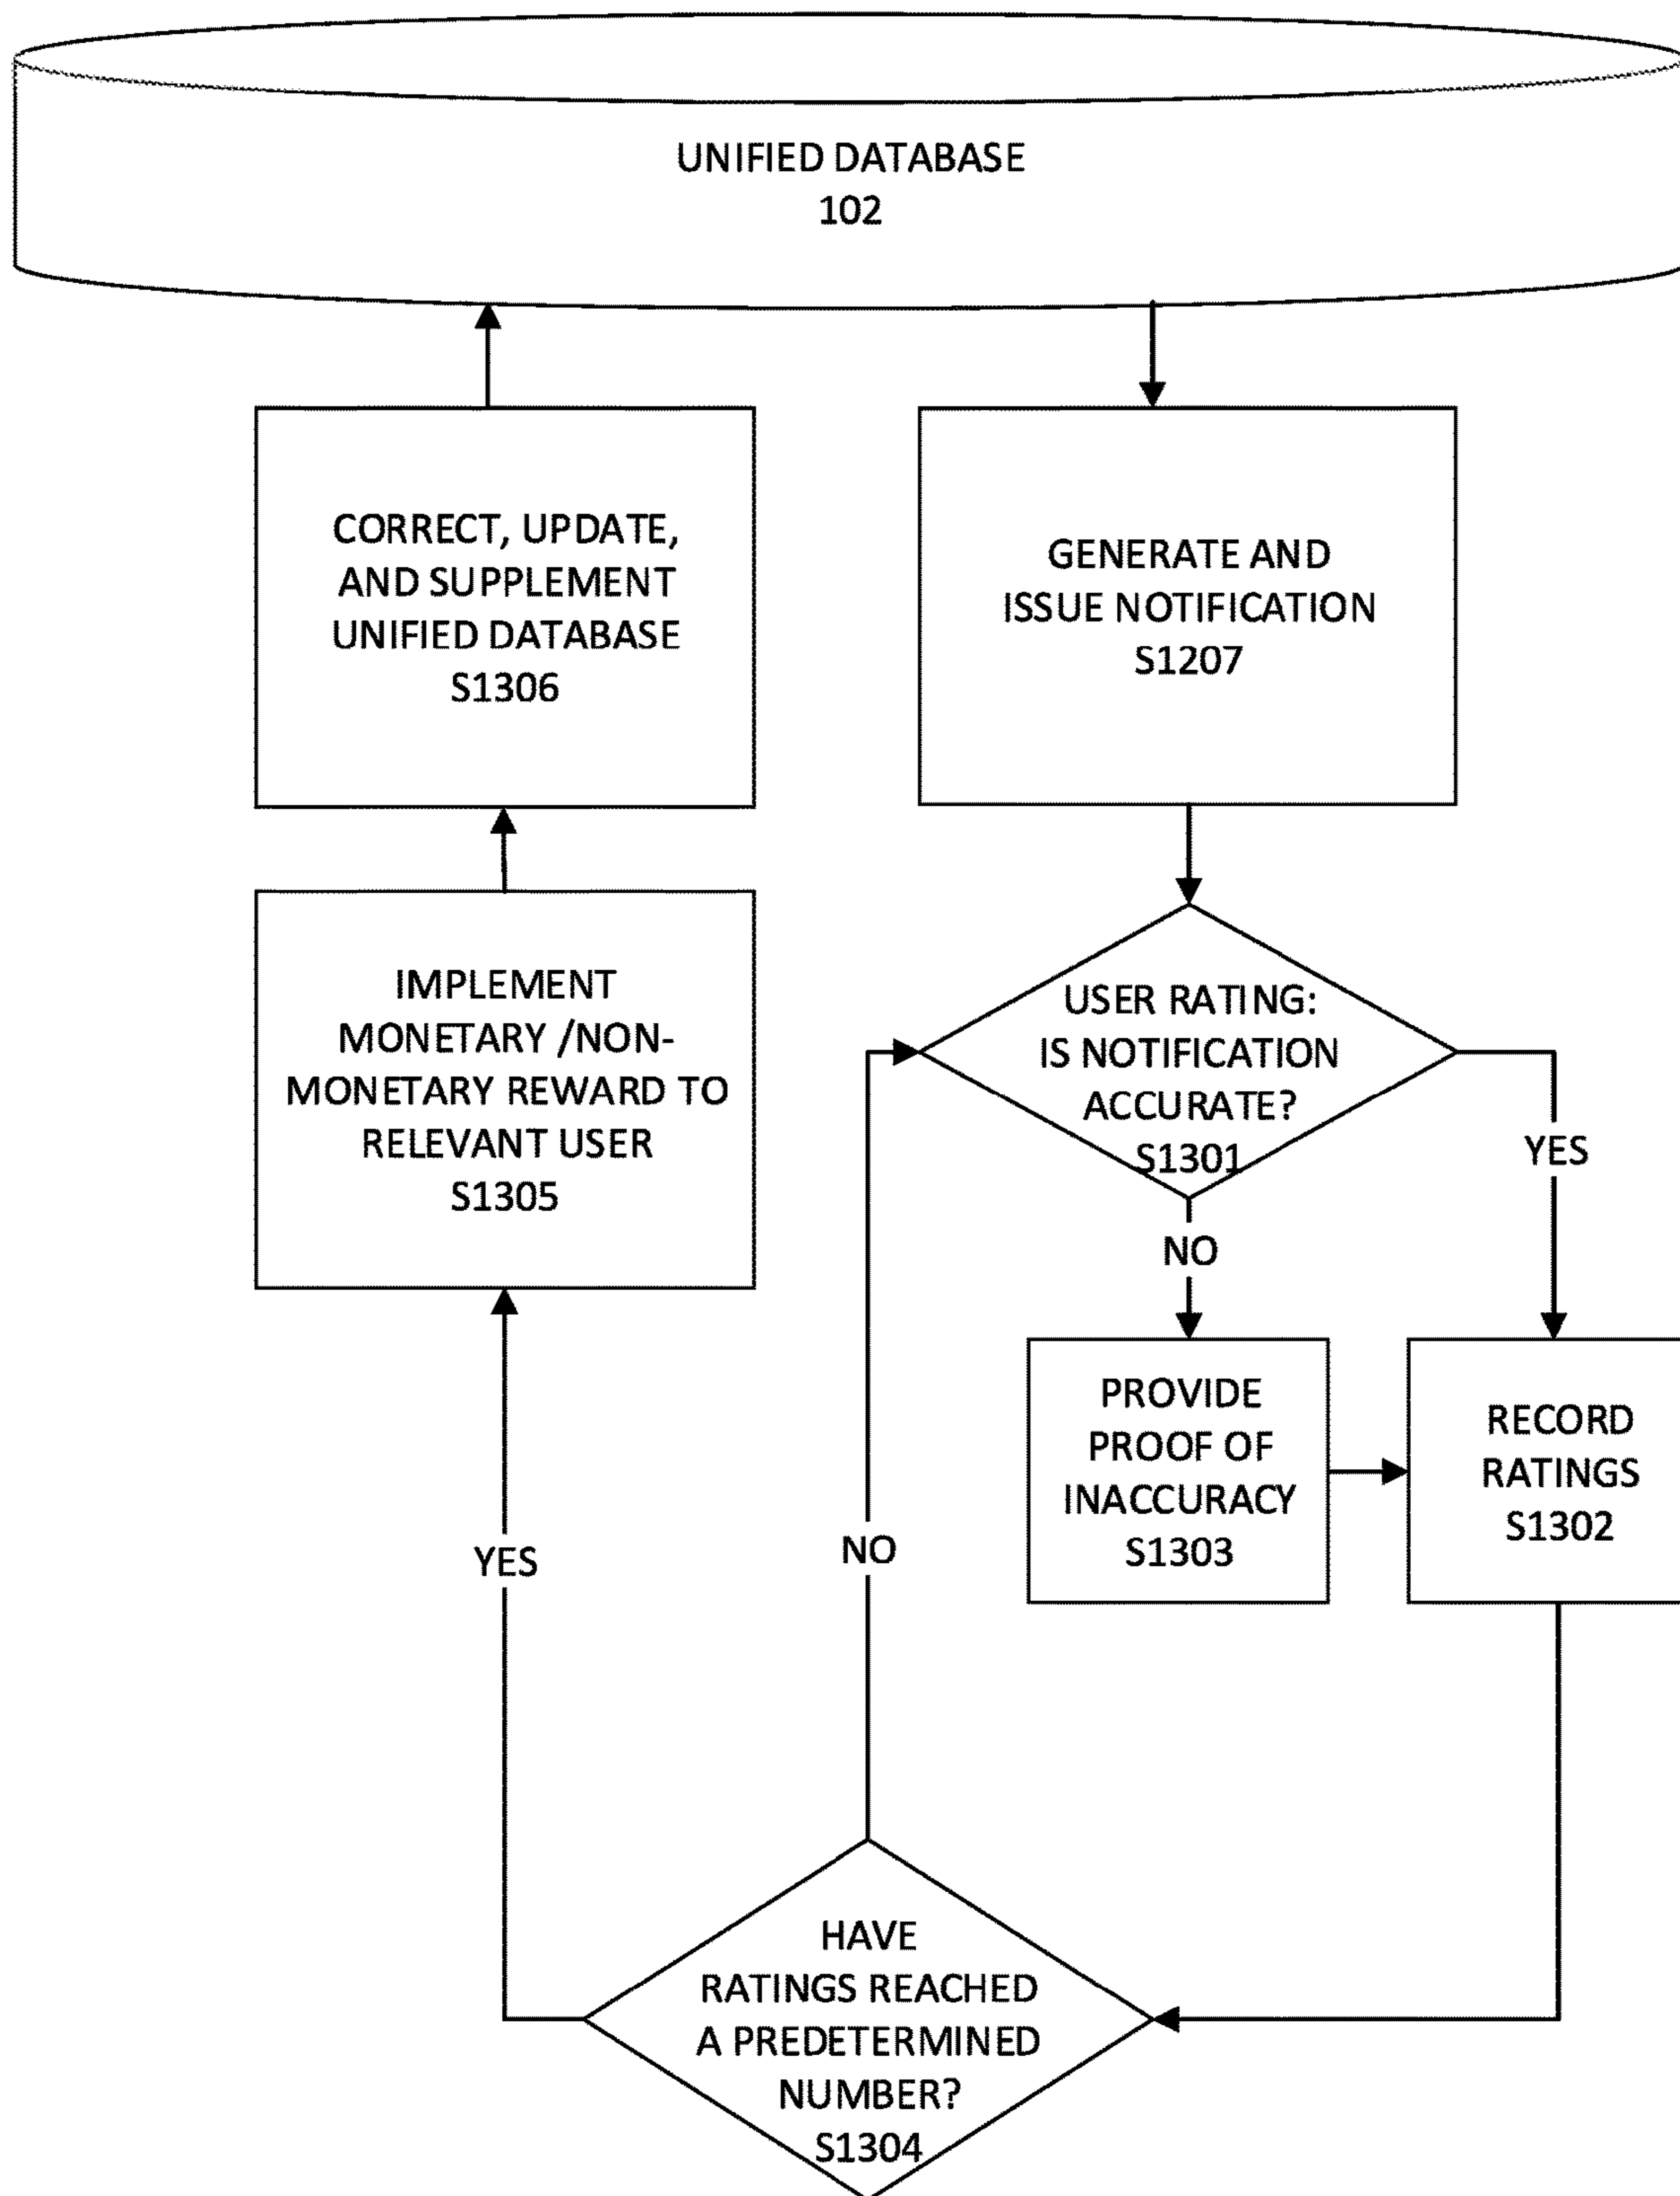 UNIFIED DATABASE
102
CORRECT, UPDATE,
AND SUPPLEMENT
UNIFIED DATABASE
S1306
GENERATE AND
ISSUE NOTIFICATION
S1207
IMPLEMENT
MONETARY /NON-
MONETARY REWARD TO
RELEVANT USER
S1305
USER RATING:
IS NOTIFICATION
ACCURATE?
S1301
YES
NO
PROVIDE
PROOF OF
INACCURACY
S1303
RECORD
RATINGS
S1302
YES
NO
HAVE
RATINGS REACHED
A PREDETERMINED
NUMBER?
S1304